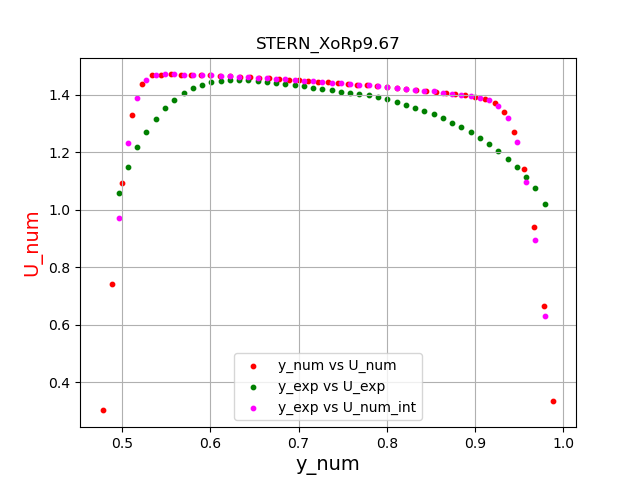 STERN_XoRp9.67
U_num
1.4
1.2
1.0
0.8
0.6
0.4
y_num vs U_num
y_exp vs U_exp
y_exp vs U_num_int
0.5 0.6 0.7 0.8 0.9 1.0
y_num